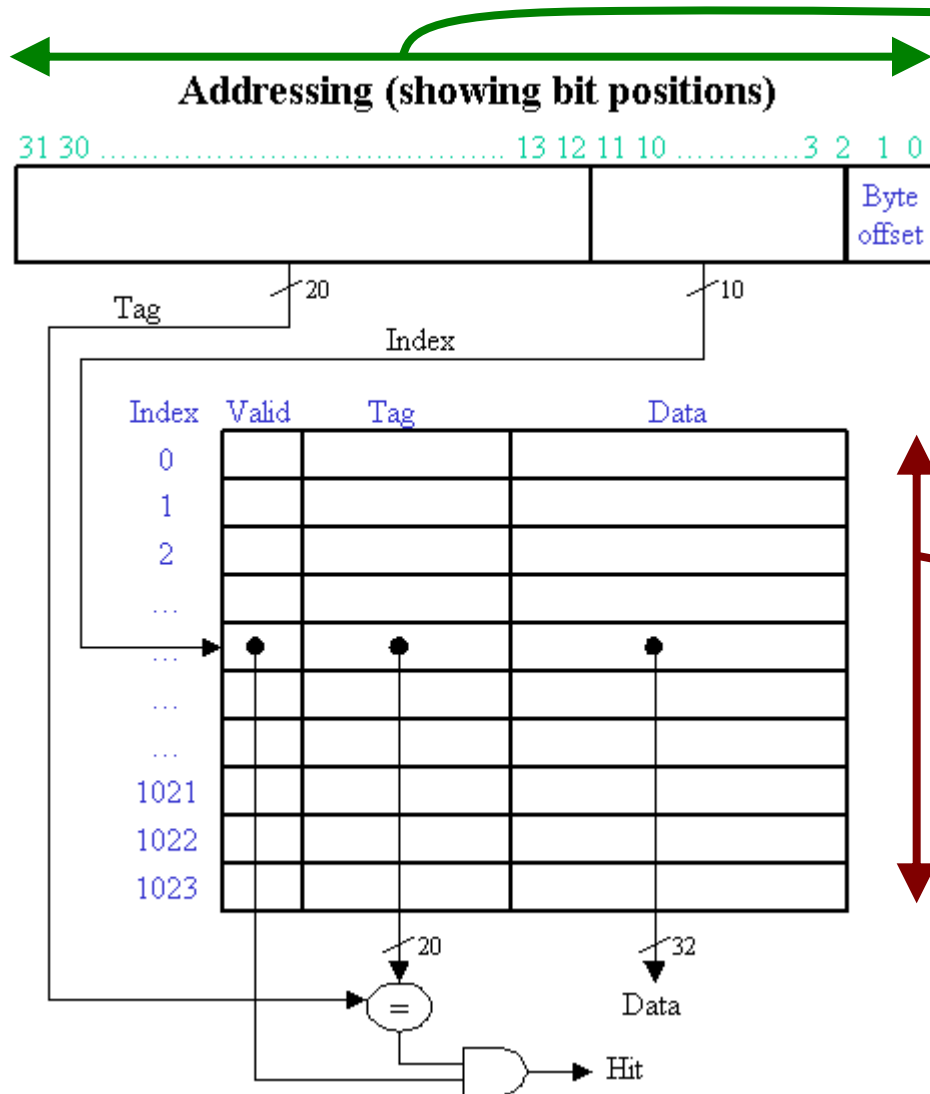 Addressing (showing bit positions)
31 30 ........................................ 13 12 11 10 ............3 2 1 0
Byte
offset
20
10
Tag
Index
Index Valid Tag Data
0
1
2
...
...
...
...
1021
1022
1023
20
32
=
Data
Hit